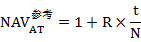 NAV_AT^参考 = 1 + R × t/N